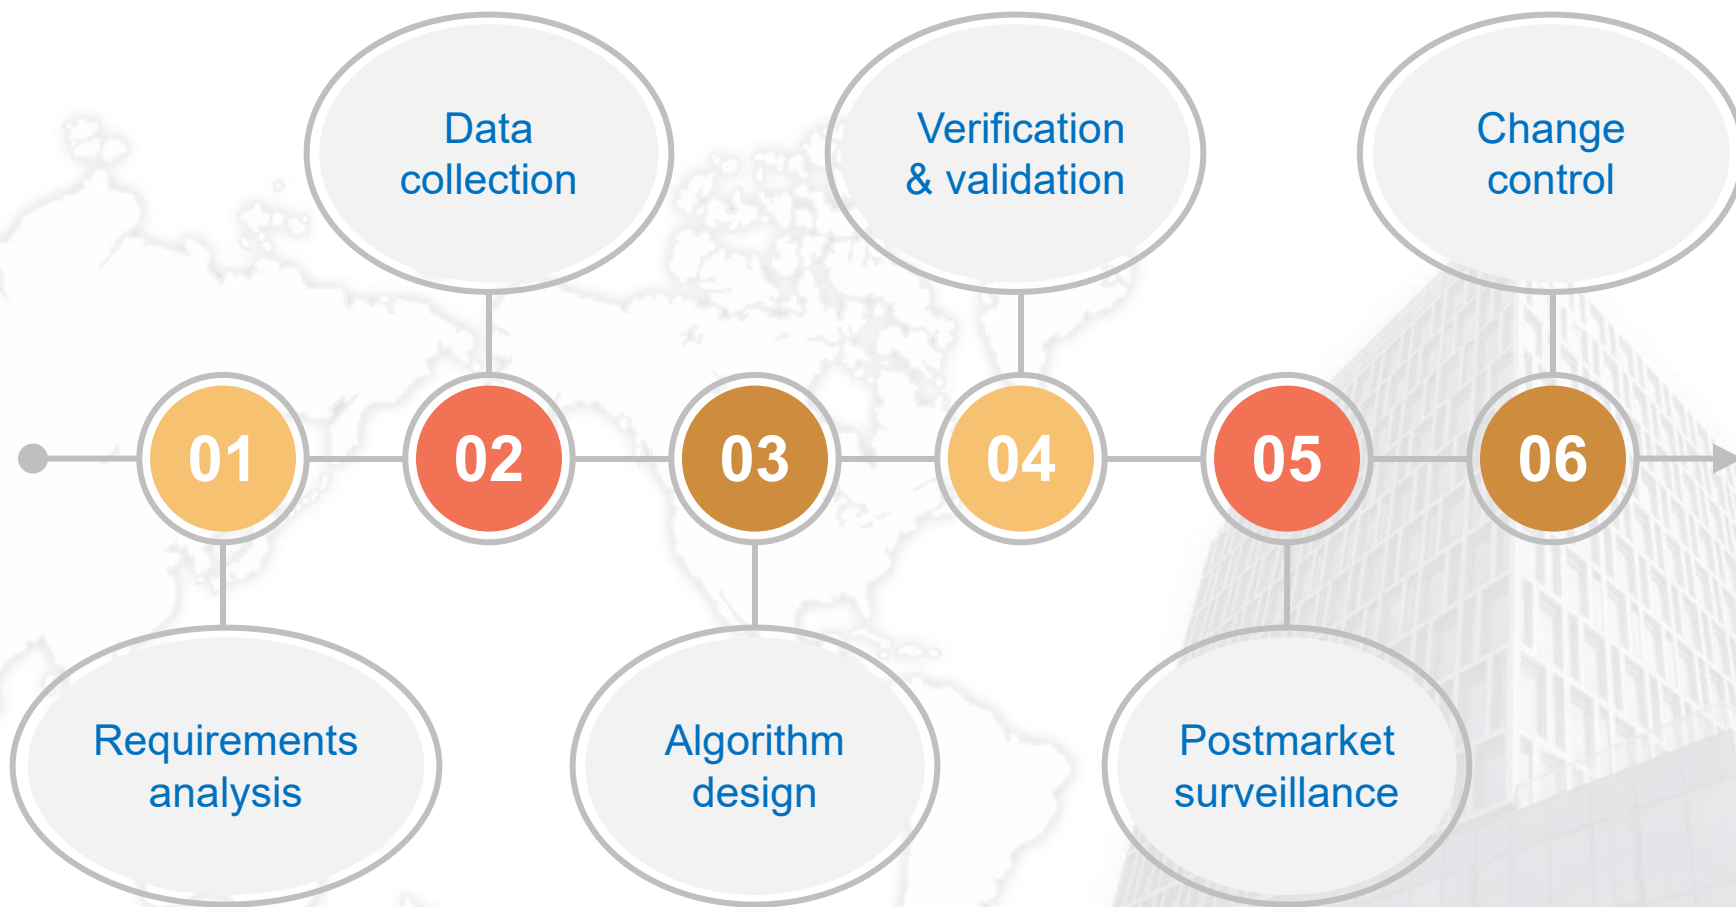 Data
collection
Verification
& validation
Change
control
01
02
03
04
05
06
Requirements
analysis
Algorithm
design
Postmarket
surveillance